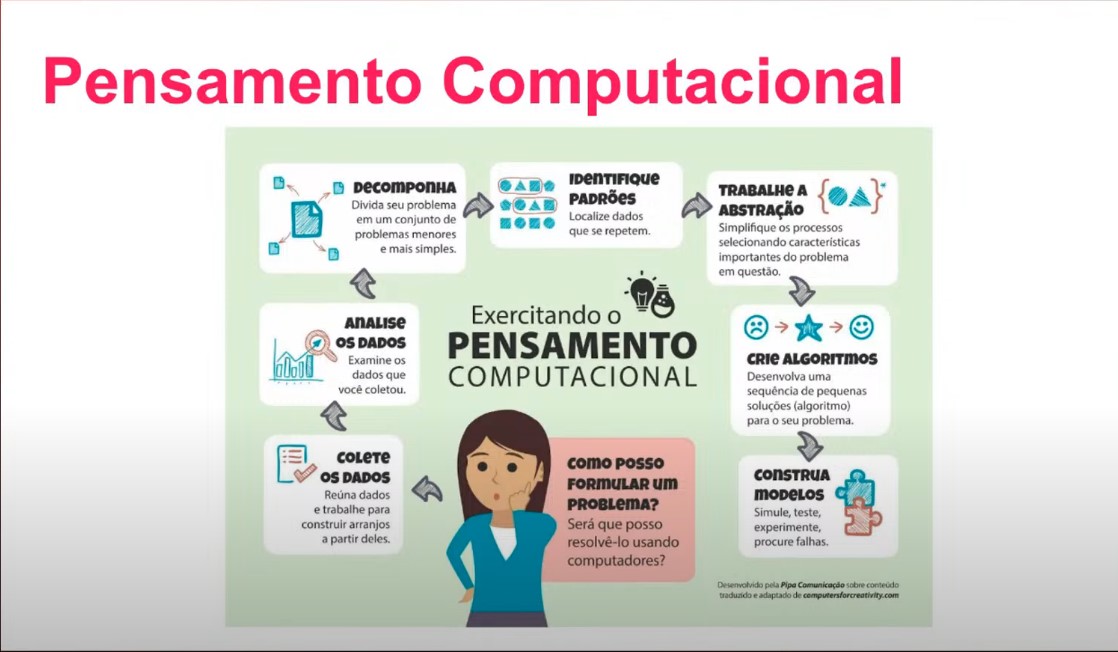 Pensamento Computacional
Exercitando o
PENSAMENTO
COMPUTACIONAL
COMO POSSO
FORMULAR UM
PROBLEMA?
Será que posso
resolvê-lo usando
computadores?
COLETE
OS DADOS
Reúna dados
e trabalhe para
construir arranjos
a partir deles.
ANALISE
OS DADOS
Examine os
dados que
você coletou.
DECOMPONHA
Divida seu problema
em um conjunto de
problemas menores
e mais simples.
IDENTIFIQUE
PADRÕES
Localize dados
que se repetem.
TRABALHE A
ABSTRAÇÃO
Simplifique os processos
selecionando características
importantes do problema
em questão.
CRIE ALGORITMOS
Desenvolva uma
sequência de pequenas
soluções (algoritmo)
para o seu problema.
CONSTRUA
MODELOS
Simule, teste,
experimente,
procure falhas.
Desenvolvido pela Pipa Comunicação sobre conteúdo
traduzido e adaptado de computersforcreativity.com